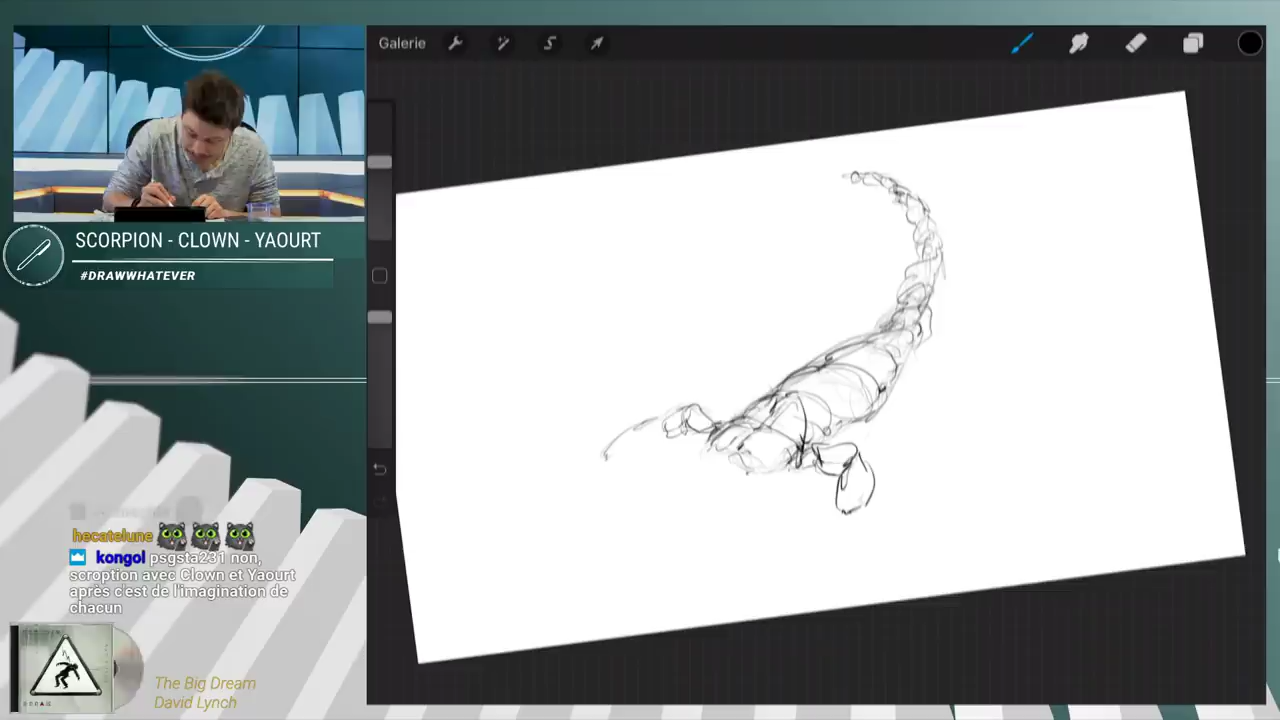 Galerie
SCORPION - CLOWN - YAOURT
#DRAWWHATEVER
hecatelune
kongol psgsta231 non,
scroption avec Clown et Yaourt
après c'est de l'imagination de
chacun
The Big Dream
David Lynch